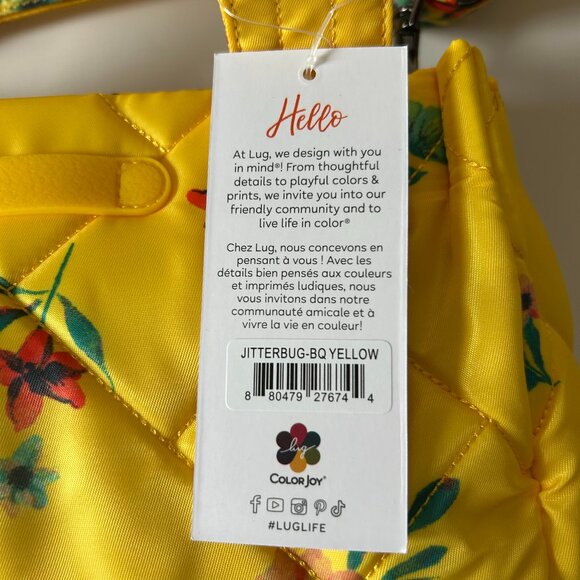 Hello
At Lug, we design with you
in mind®! From thoughtful
details to playful colors &
prints, we invite you into our
friendly community and to
live life in color®
Chez Lug, nous concevons en
pensant à vous ! Avec les
détails bien pensés aux couleurs
et imprimés ludiques, nous
nous vous invitons dans notre
communauté amicale et à
vivre la vie en couleur!
JITTERBUG-BQ YELLOW
8 80479 27674 4
lug
COLORJOY®
#LUGLIFE